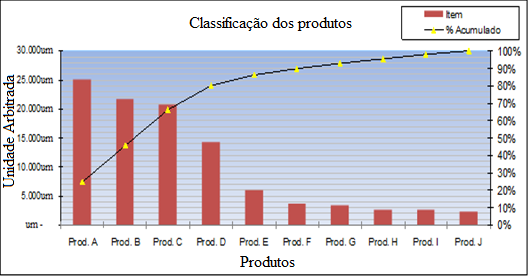 Classificação dos produtos
Item
% Acumulado
Unidade Arbitrada
30.000um
25.000um
20.000um
15.000um
10.000um
5.000um
um -
100%
90%
80%
70%
60%
50%
40%
30%
20%
10%
0%
Prod. A Prod. B Prod. C Prod. D Prod. E Prod. F Prod. G Prod. H Prod. I Prod. J
Produtos